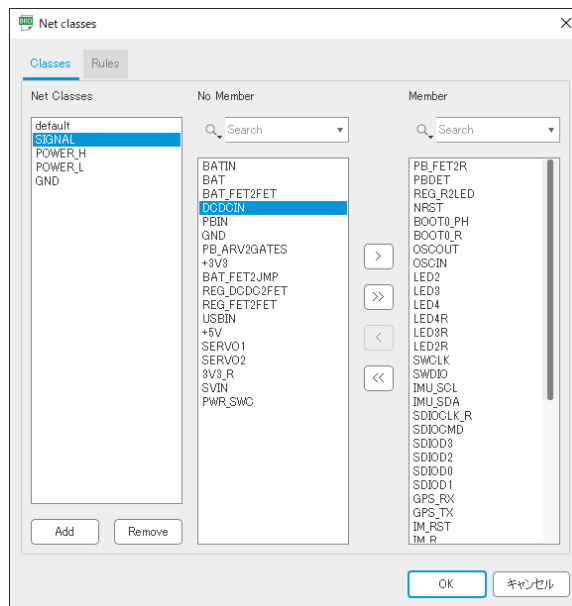 BRD Net classes
Classes Rules
Net Classes
default
SIGNAL
POWER_H
POWER_L
GND
Add Remove
No Member
Search
BATIN
BAT
BAT_FET2FET
DCDCIN
PBIN
GND
PB_ARV2GATES
+3V3
BAT_FET2JMP
REG_DCDC2FET
REG_FET2FET
USBIN
+5V
SERVO1
SERVO2
3V3_R
SVIN
PWR_SWC
>
>>
<
<<
Member
Search
PB_FET2R
PBDET
REG_R2LED
NRST
BOOT0_PH
BOOT0_R
OSCOUT
OSCIN
LED2
LED3
LED4
LED4R
LED3R
LED2R
SWCLK
SWDIO
IMU_SCL
IMU_SDA
SDIOCLK_R
SDIOCMD
SDIOD3
SDIOD2
SDIOD0
SDIOD1
GPS_RX
GPS_TX
IM_RST
IM_R
OK キャンセル